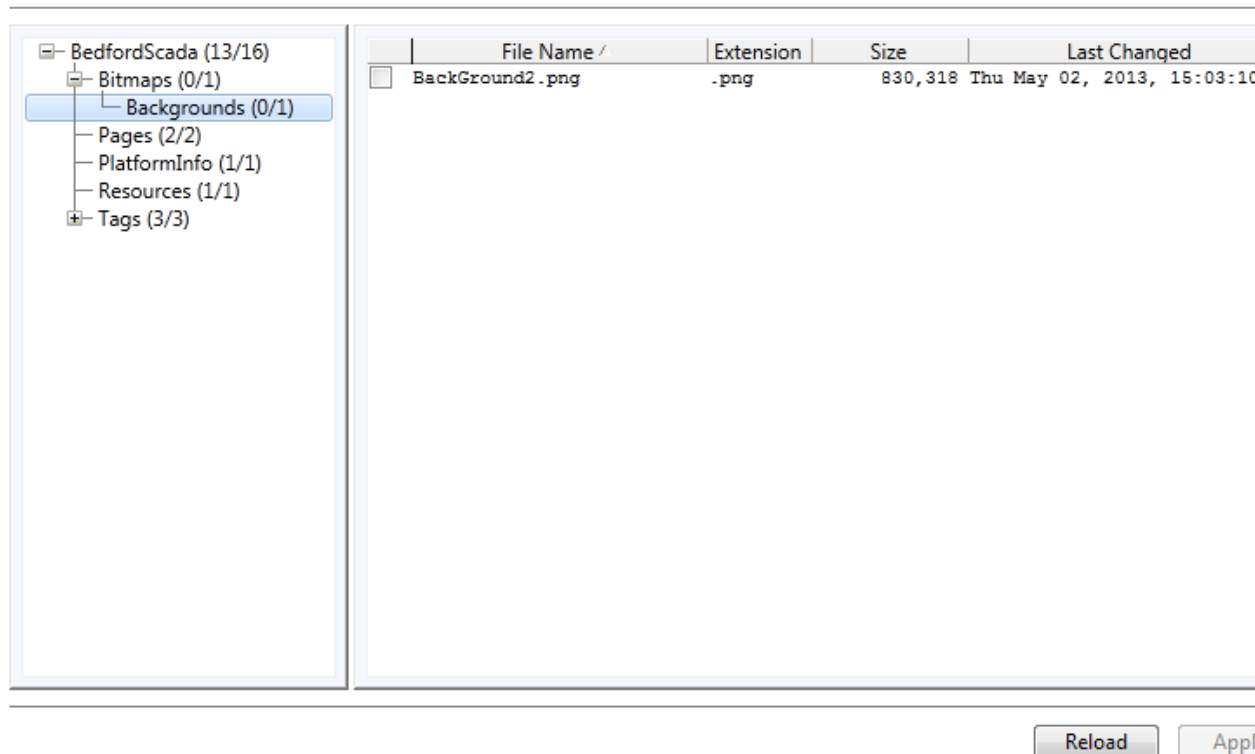 BedfordScada (13/16)
Bitmaps (0/1)
Backgrounds (0/1)
Pages (2/2)
PlatformInfo (1/1)
Resources (1/1)
Tags (3/3)
File Name Extension Size Last Changed
BackGround2.png .png 830,318 Thu May 02, 2013, 15:03:10
Reload Appl